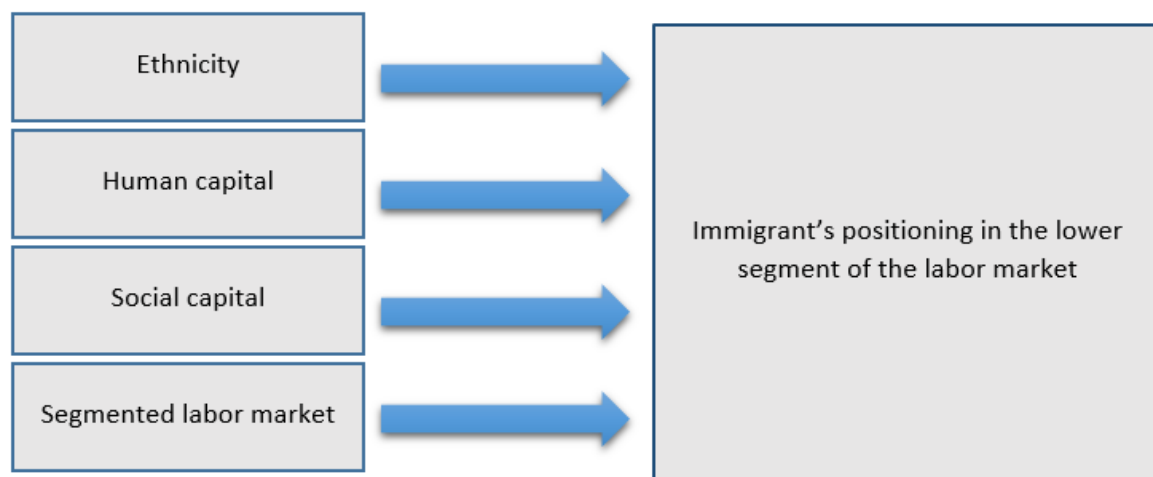 Ethnicity
Human capital
Social capital
Segmented labor market
Immigrant’s positioning in the lower
segment of the labor market